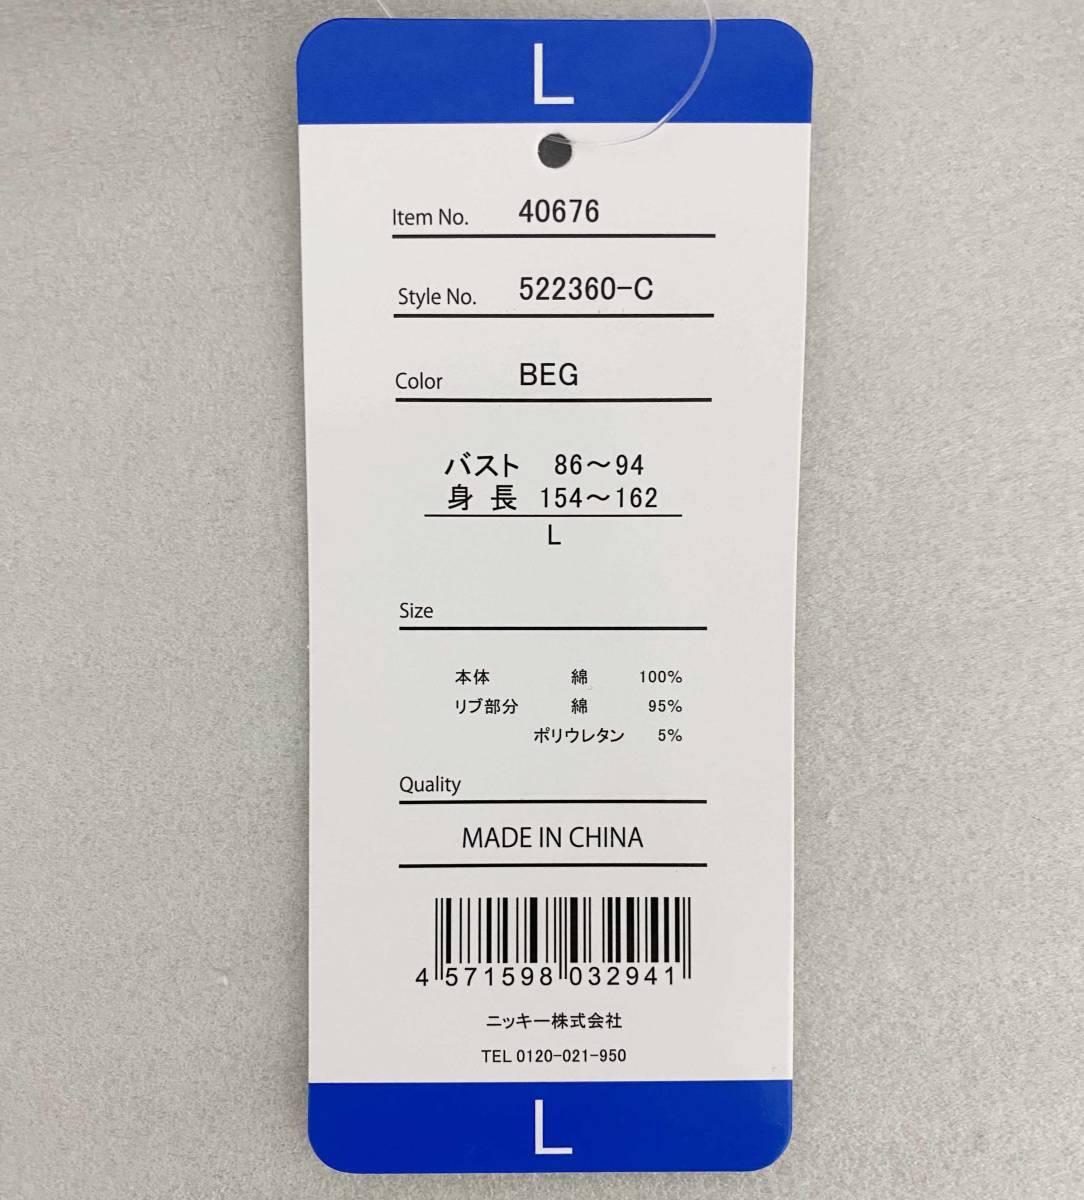 L
Item No. 40676
Style No. 522360-C
Color BEG
バスト 86～94
身長 154～162
L
Size
本体 綿 100%
リブ部分 綿 95%
ポリウレタン 5%
Quality
MADE IN CHINA
4 571598 032941
ニッキー株式会社
TEL 0120-021-950
L